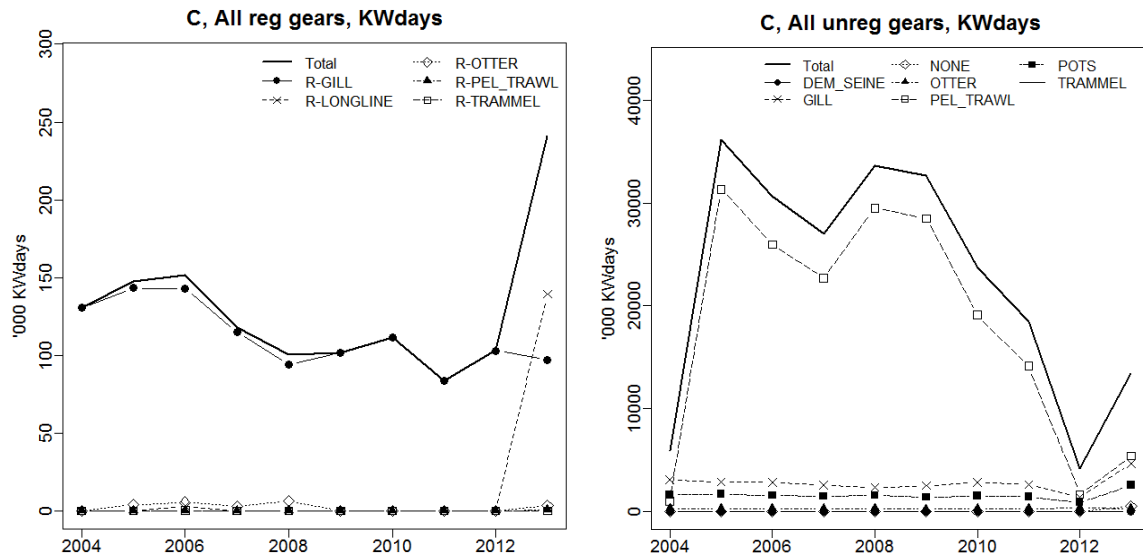 C, All reg gears, KWdays
Total
R-GILL
R-LONGLINE
R-OTTER
R-PEL_TRAWL
R-TRAMMEL
'000 KWdays
300
250
200
150
100
50
0
2004 2006 2008 2010 2012
C, All unreg gears, KWdays
Total
DEM_SEINE
GILL
NONE
OTTER
PEL_TRAWL
POTS
TRAMMEL
'000 KWdays
40000
30000
20000
10000
0
2004 2006 2008 2010 2012